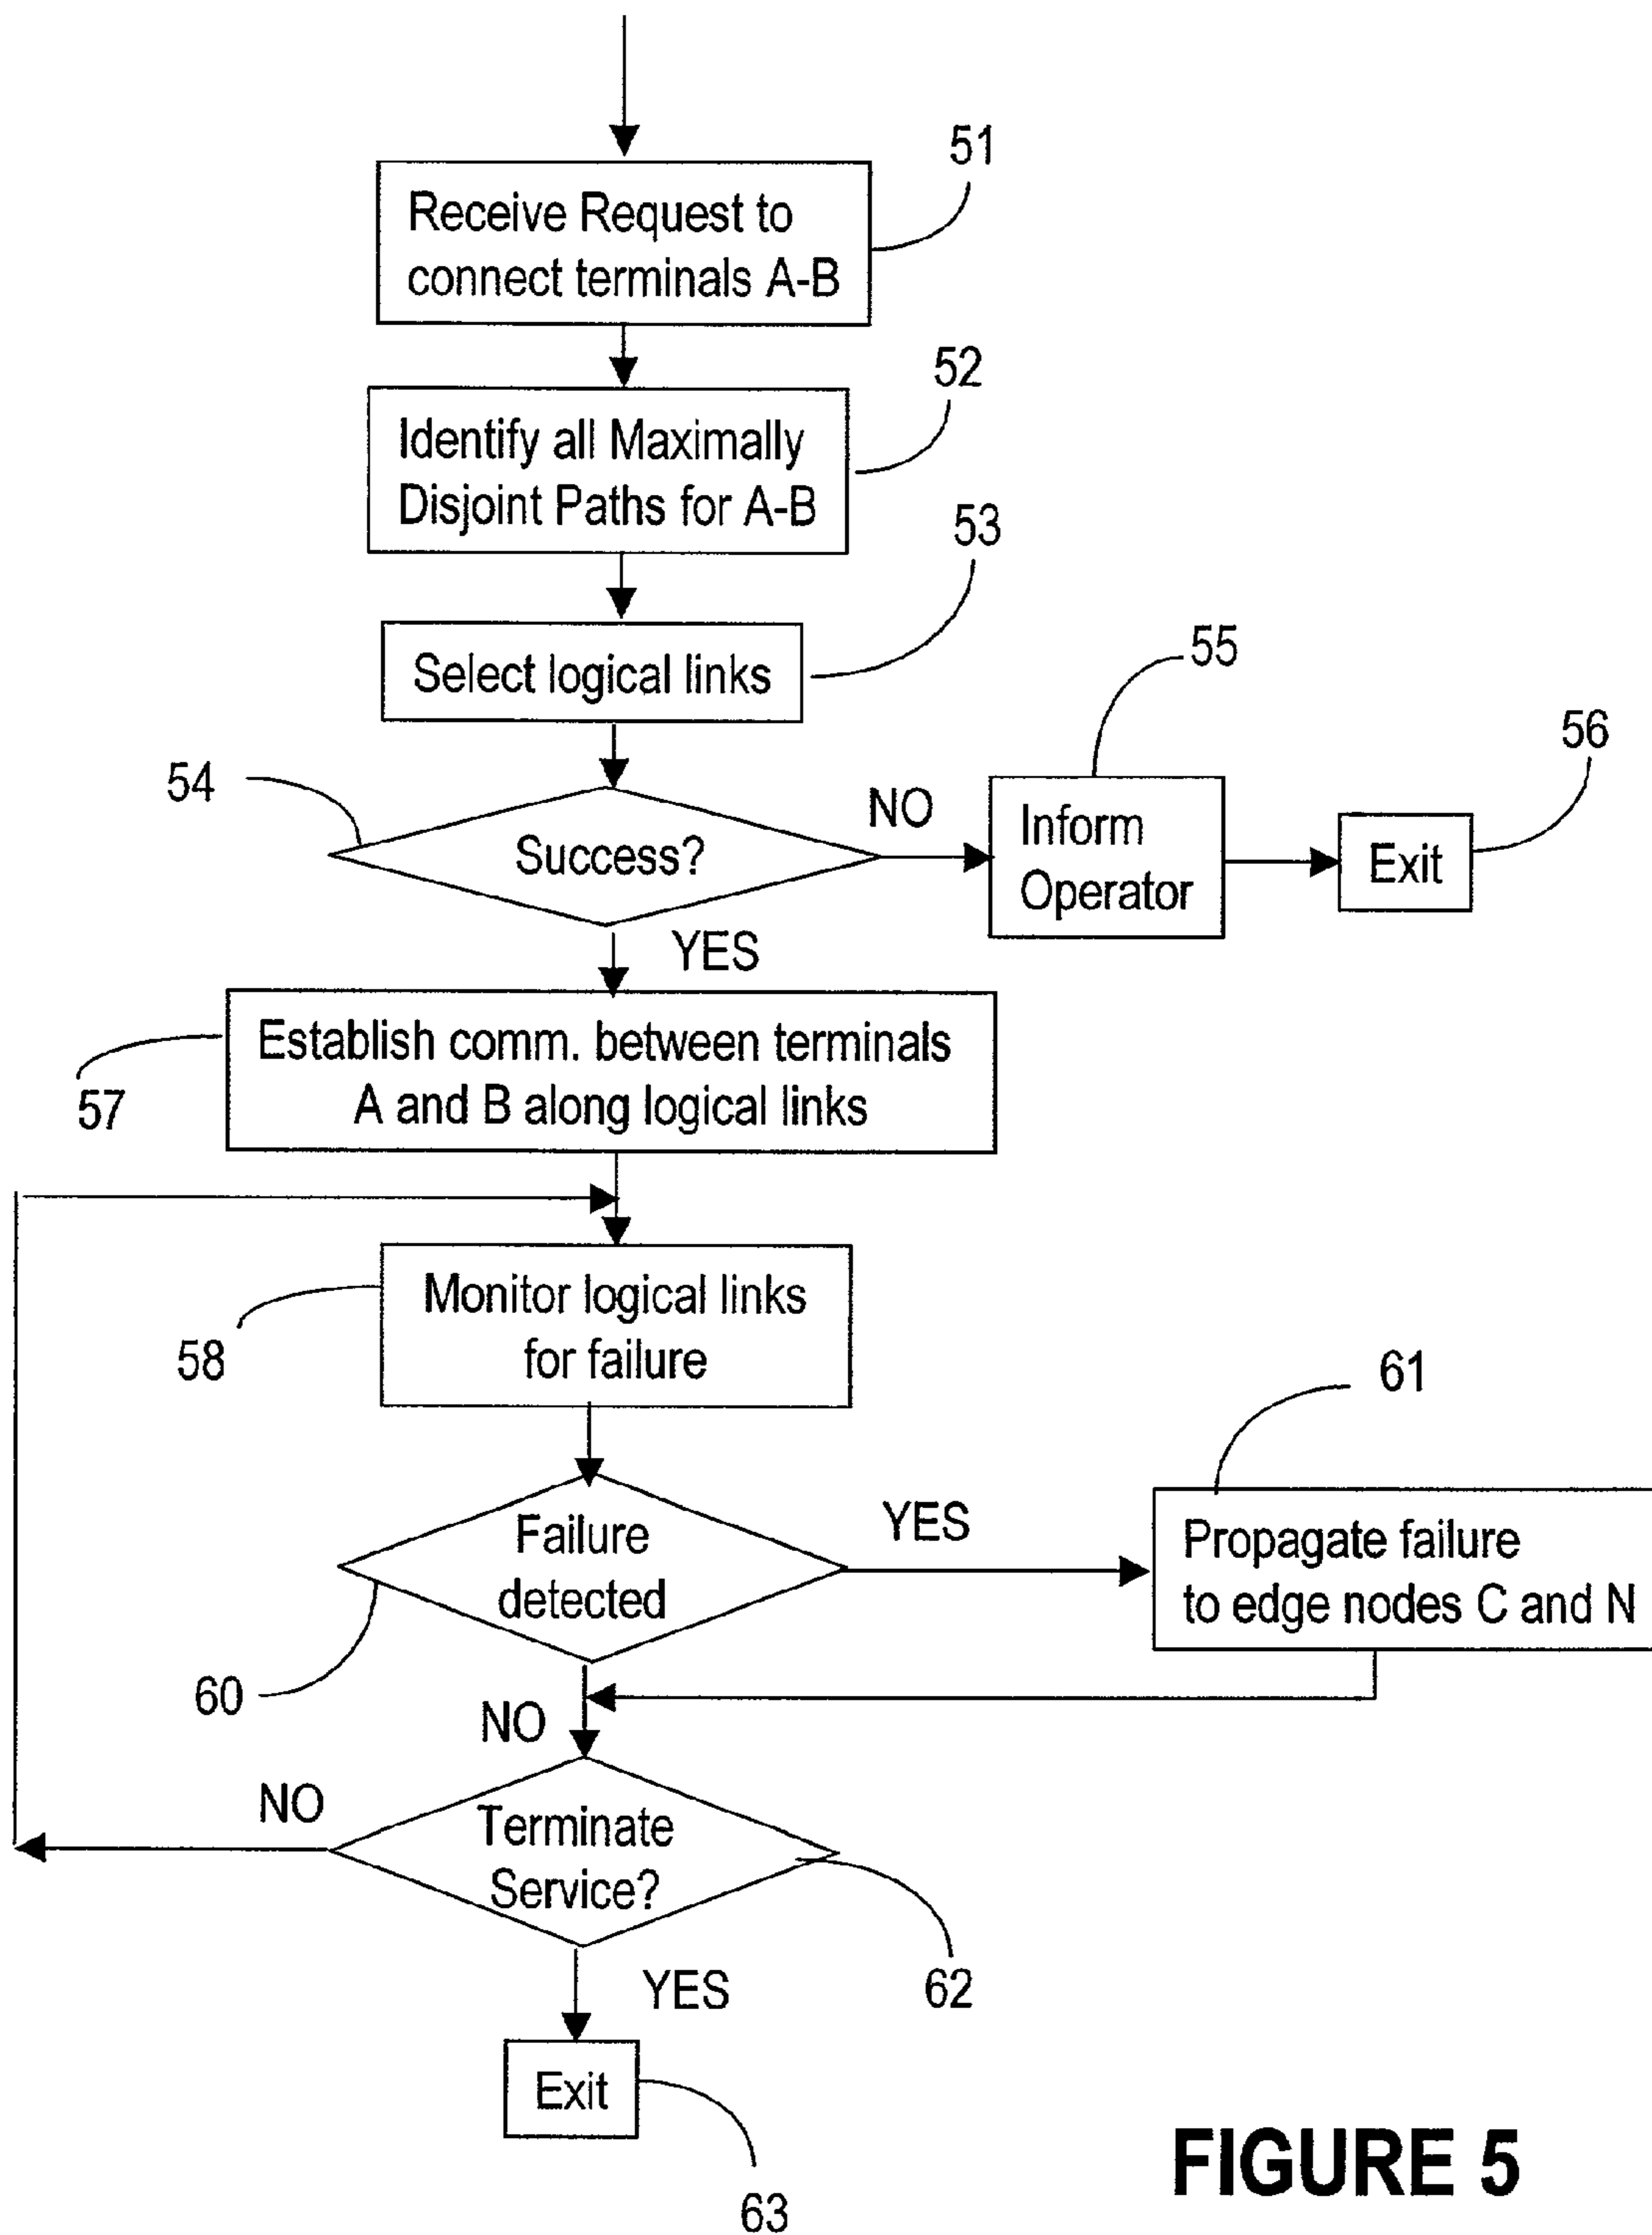 51
Receive Request to
connect terminals A-B
52
Identify all Maximally
Disjoint Paths for A-B
53
Select logical links
55
56
54
NO
Success?
Inform
Operator
Exit
YES
Establish comm. between terminals
A and B along logical links
57
Monitor logical links
for failure
58
61
YES
Failure
detected
Propagate failure
to edge nodes C and N
60
NO
NO
Terminate
Service?
62
YES
Exit
63
FIGURE 5